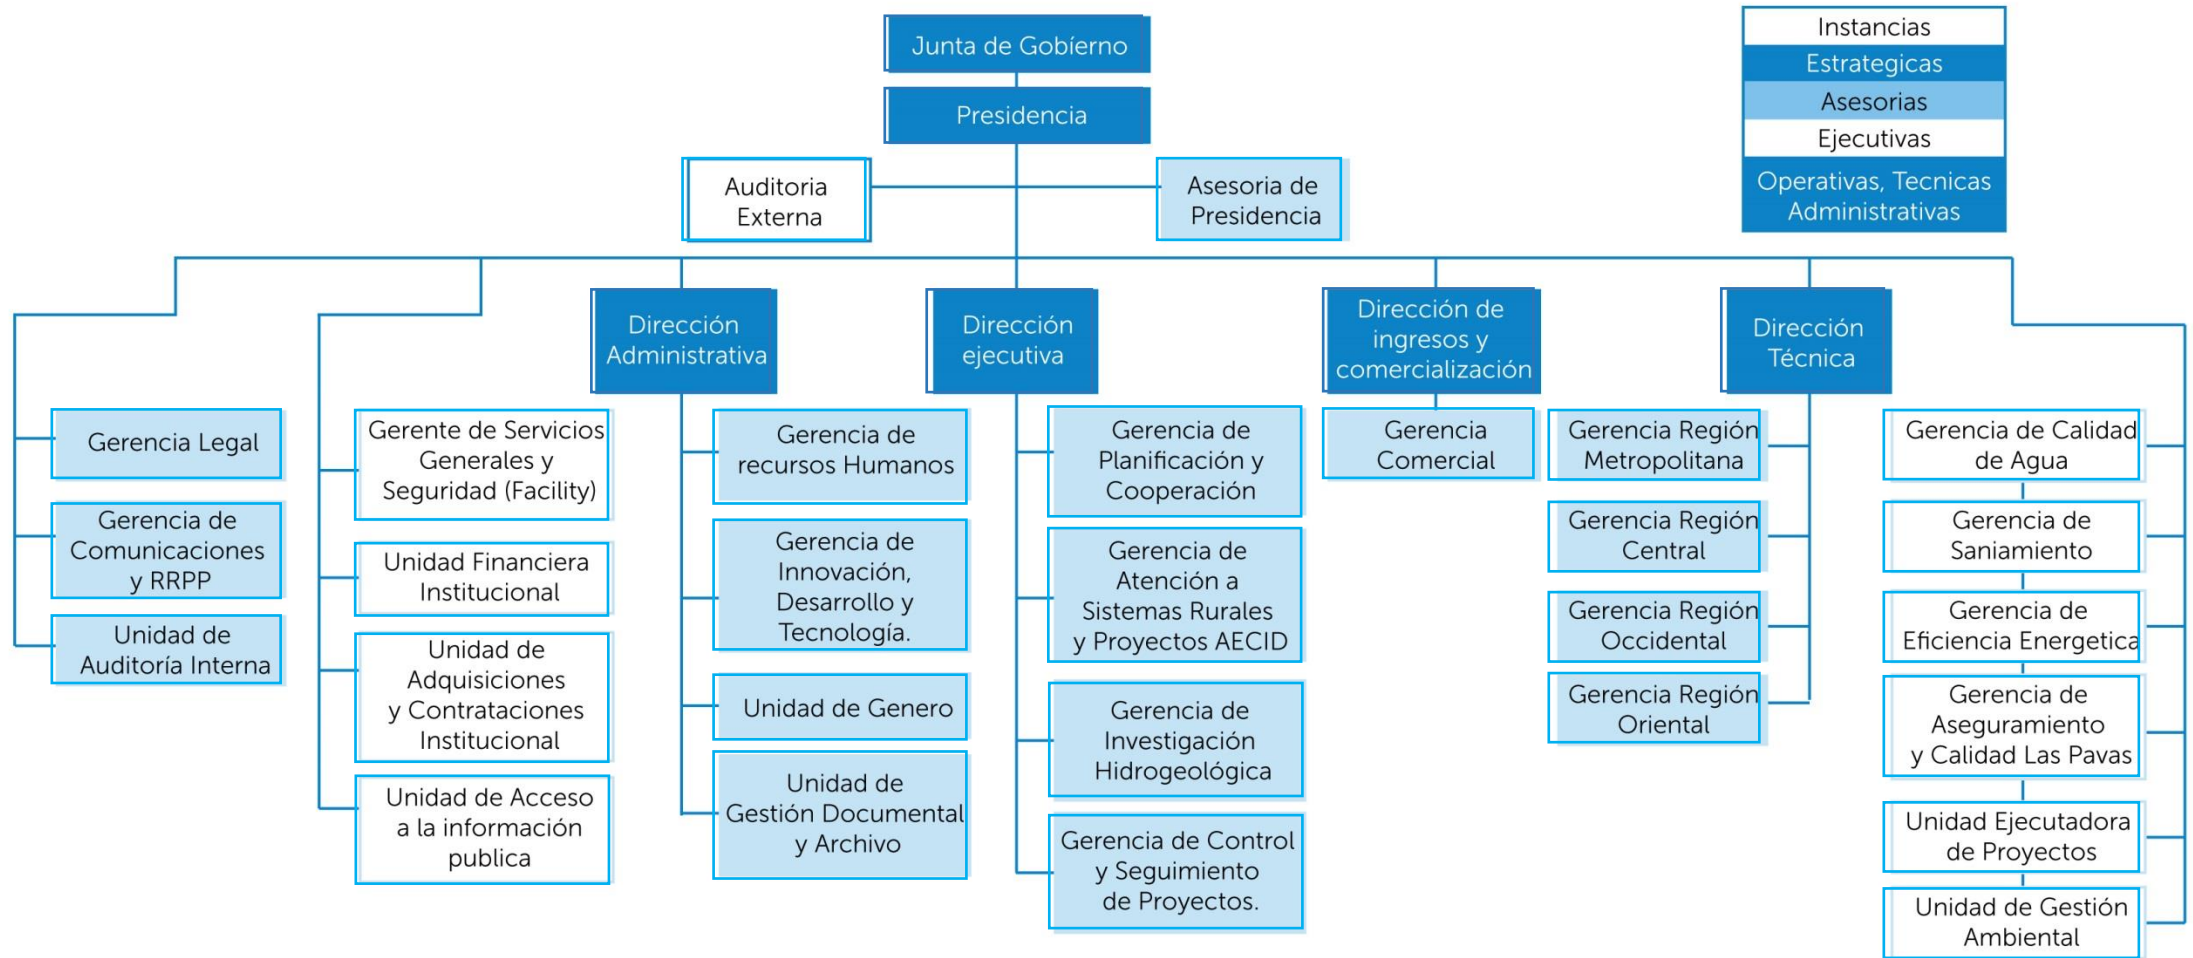 Junta de Gobíerno
Presidencia
Auditoria
Externa
Asesoria de
Presidencia
Instancias
Estrategicas
Asesorias
Ejecutivas
Operativas, Tecnicas
Administrativas
Gerencia Legal
Gerencia de
Comunicaciones
y RRPP
Unidad de
Auditoría Interna
Gerente de Servicios
Generales y
Seguridad (Facility)
Unidad Financiera
Institucional
Unidad de
Adquisiciones
y Contrataciones
Institucional
Unidad de Acceso
a la información
publica
Dirección
Administrativa
Gerencia de
recursos Humanos
Gerencia de
Innovación,
Desarrollo y
Tecnología.
Unidad de Genero
Unidad de
Gestión Documental
y Archivo
Dirección
ejecutiva
Gerencia de
Planificación y
Cooperación
Gerencia de
Atención a
Sistemas Rurales
y Proyectos AECID
Gerencia de
Investigación
Hidrogeológica
Gerencia de Control
y Seguimiento
de Proyectos.
Dirección de
ingresos y
comercialización
Gerencia
Comercial
Dirección
Técnica
Gerencia Región
Metropolitana
Gerencia Región
Central
Gerencia Región
Occidental
Gerencia Región
Oriental
Gerencia de Calidad
de Agua
Gerencia de
Saniamiento
Gerencia de
Eficiencia Energetica
Gerencia de
Aseguramiento
y Calidad Las Pavas
Unidad Ejecutadora
de Proyectos
Unidad de Gestión
Ambiental